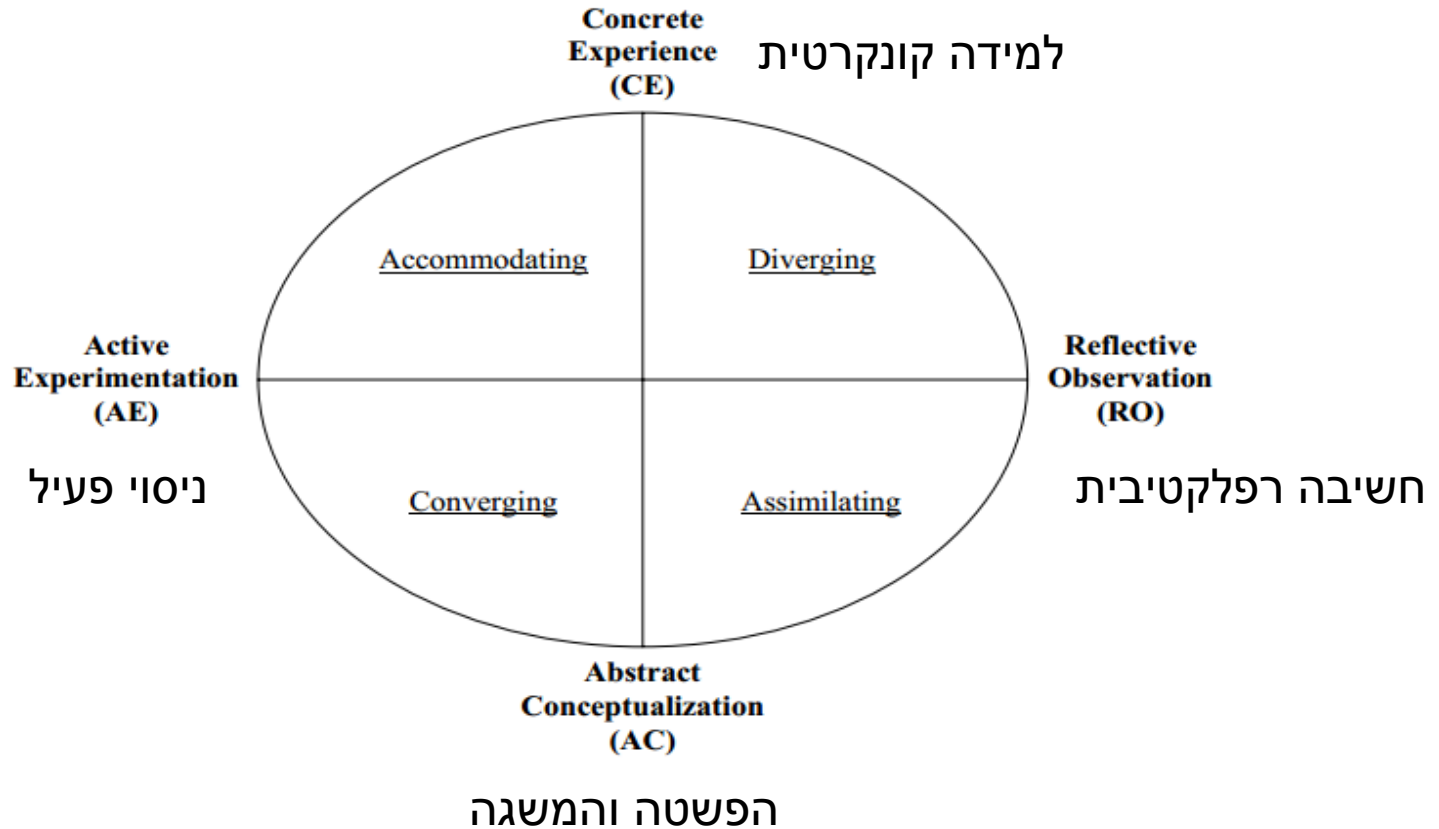 Concrete
Experience
(CE)
למידה קונקרטית
Accommodating
Diverging
Active
Experimentation
(AE)
Reflective
Observation
(RO)
ניסוי פעיל
חשיבה רפלקטיבית
Converging
Assimilating
Abstract
Conceptualization
(AC)
הפשטה והמשגה